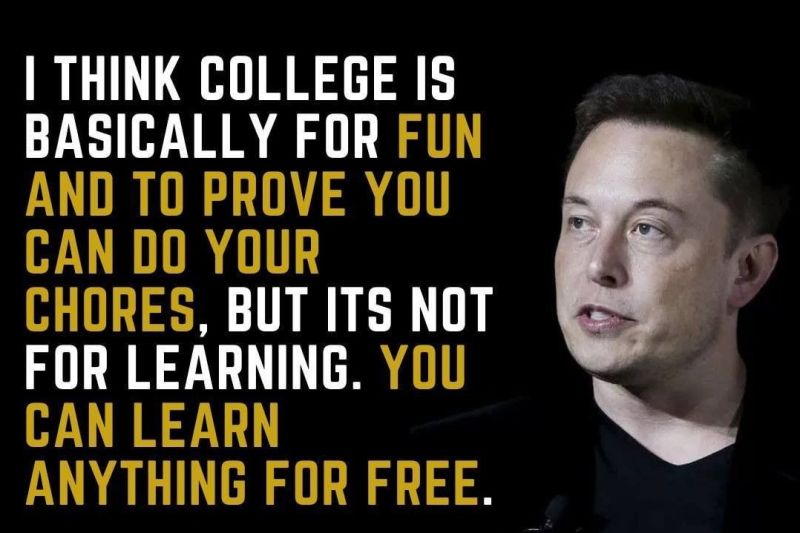 I THINK COLLEGE IS
BASICALLY FOR FUN
AND TO PROVE YOU
CAN DO YOUR
CHORES, BUT ITS NOT
FOR LEARNING. YOU
CAN LEARN
ANYTHING FOR FREE.